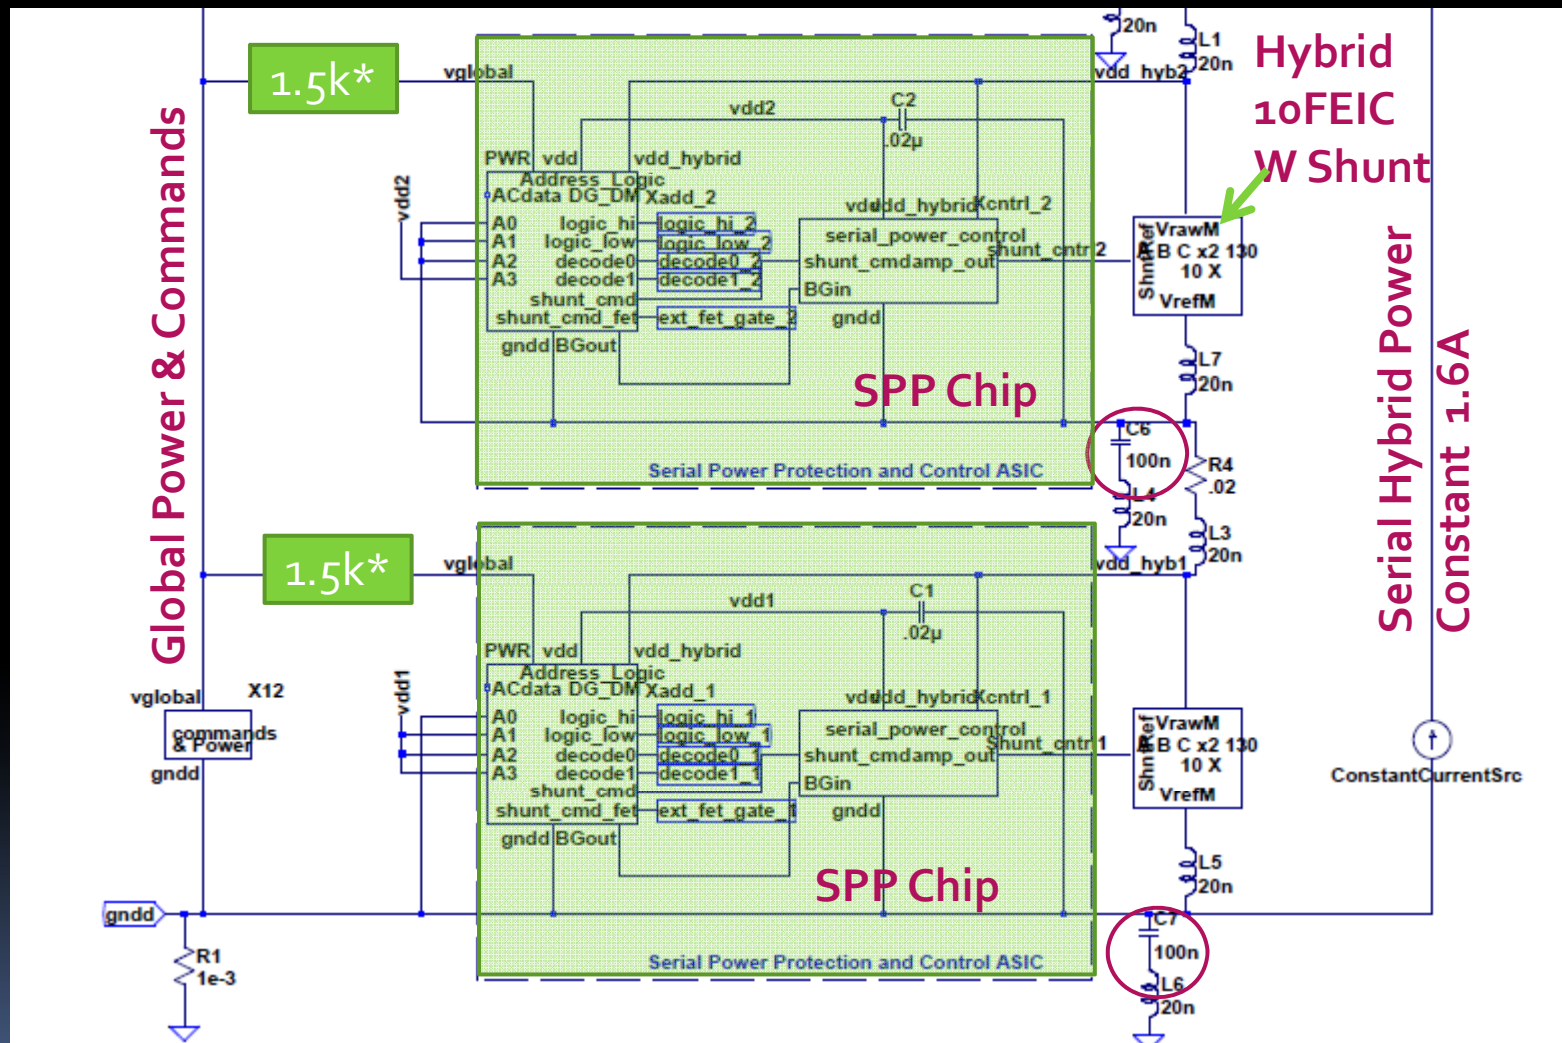 20n
L1
20n
Hybrid
10FEIC
W Shunt
1.5k*
vglobal
vdd_hyb2
vdd2
C2
.02µ
PWR vdd vdd_hybrid
Address_Logic
ACdata DG_DM Xadd_2
vdd2
A0 logic_hi logic_hi_2
A1 logic_low logic_low_2
A2 decode0 decode0_2
A3 decode1 decode1_2
shunt_cmd
shunt_cmd_fet ext_fet_gate_2
gndd BGout
vdd_hybrid Xcntrl_2
serial_power_control
shunt_cmdamp_out
BGin
gndd
shunt_cntrl2
VrawM
A B C x2 130
10 X
VrefM
L7
20n
SPP Chip
Serial Power Protection and Control ASIC
C6
100n
L4
20n
R4
.02
L3
20n
Global Power & Commands
Serial Hybrid Power
Constant 1.6A
1.5k*
vglobal
vdd_hyb1
vdd1
C1
.02µ
PWR vdd vdd_hybrid
Address_Logic
ACdata DG_DM Xadd_1
vdd1
A0 logic_hi logic_hi_1
A1 logic_low logic_low_1
A2 decode0 decode0_1
A3 decode1 decode1_1
shunt_cmd
shunt_cmd_fet ext_fet_gate_1
gndd BGout
vdd_hybrid Xcntrl_1
serial_power_control
shunt_cmdamp_out
BGin
gndd
Shunt_cntrl1
VrawM
A B C x2 130
10 X
VrefM
L5
20n
SPP Chip
Serial Power Protection and Control ASIC
C7
100n
L6
20n
vglobal
X12
commands
& Power
gndd
gndd
R1
1e-3
ConstantCurrentSrc